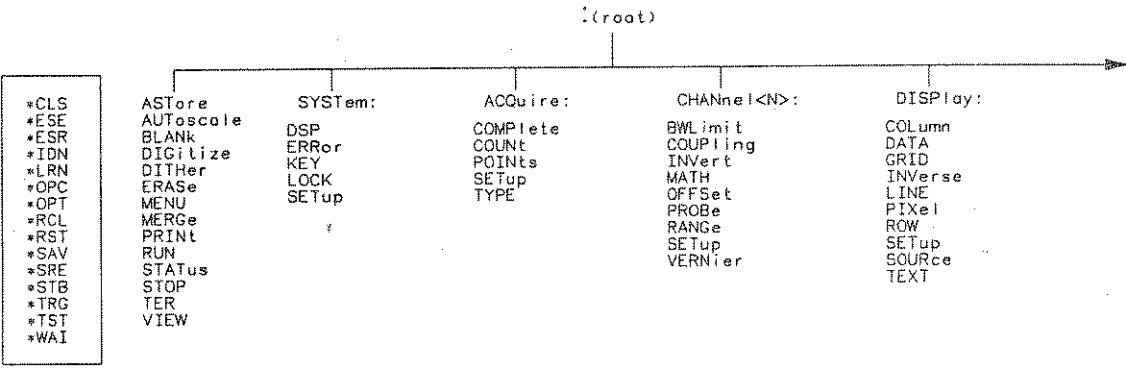 :(root)
*CLS
*ESE
*ESR
*IDN
*LRN
*OPC
*OPT
*RCL
*RST
*SAV
*SRE
*STB
*TRG
*TST
*WAI
ASTore
AUToscale
BLANk
DIGitize
DITHer
ERASe
MENU
MERGe
PRINt
RUN
STATus
STOP
TER
VIEW
SYSTem:
DSP
ERRor
KEY
LOCK
SETup
ACQuire:
COMPlete
COUNt
POINts
SETup
TYPE
CHANnel<N>:
BWLimit
COUPling
INVert
MATH
OFFSet
PROBe
RANGe
SETup
VERNier
DISPlay:
COLumn
DATA
GRID
INVerse
LINE
PIXel
ROW
SETup
SOURce
TEXT